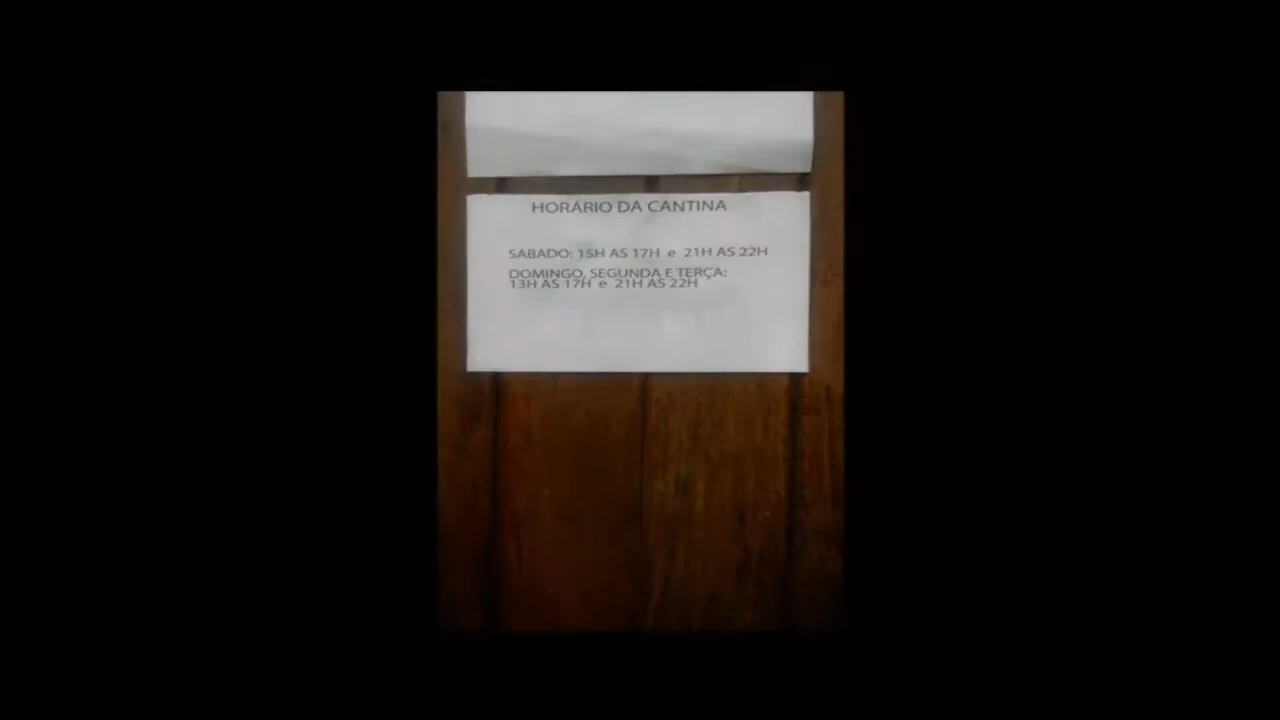 HORÁRIO DA CANTINA
SABADO: 15H AS 17H e 21H AS 22H
DOMINGO, SEGUNDA E TERÇA:
13H AS 17H e 21H AS 22H